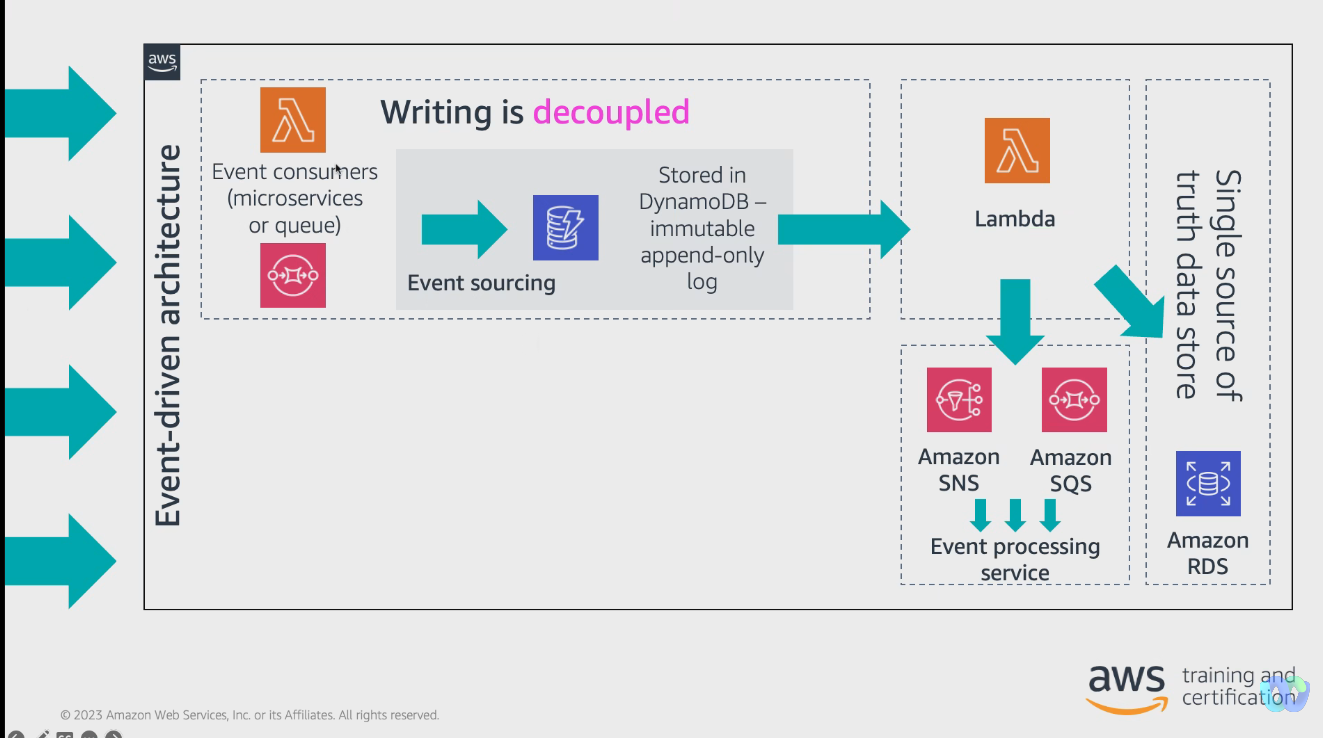 aws
Event-driven architecture
Writing is decoupled
Event consumers
(microservices
or queue)
Event sourcing
Stored in
DynamoDB –
immutable
append-only
log
Lambda
Amazon
SNS
Amazon
SQS
Event processing
service
Single source of
truth data store
Amazon
RDS
aws
training and
certification
© 2023 Amazon Web Services, Inc. or its Affiliates. All rights reserved.